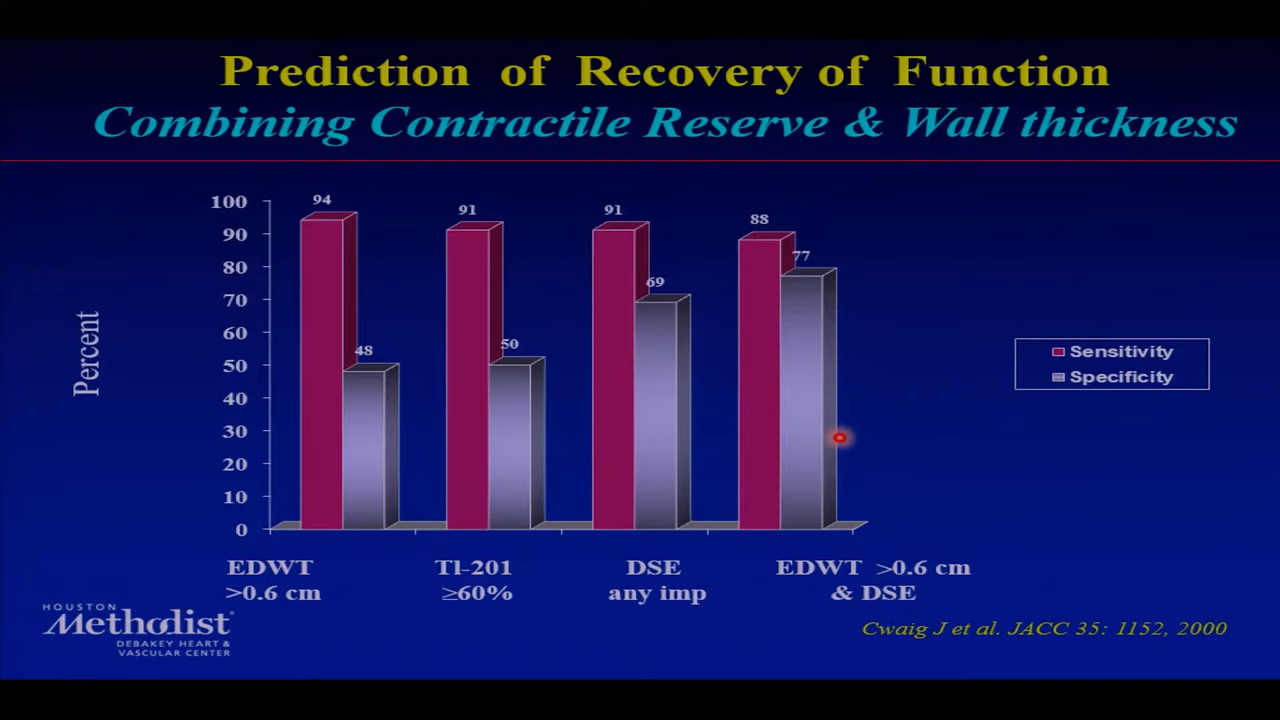 Prediction of Recovery of Function
Combining Contractile Reserve & Wall thickness
Percent
100
90
80
70
60
50
40
30
20
10
0
94
48
91
50
91
69
88
77
EDWT
>0.6 cm
Tl-201
≥60%
DSE
any imp
EDWT >0.6 cm
& DSE
Sensitivity
Specificity
HOUSTON
Methodist
DEBAKEY HEART &
VASCULAR CENTER
Cwaig J et al. JACC 35: 1152, 2000